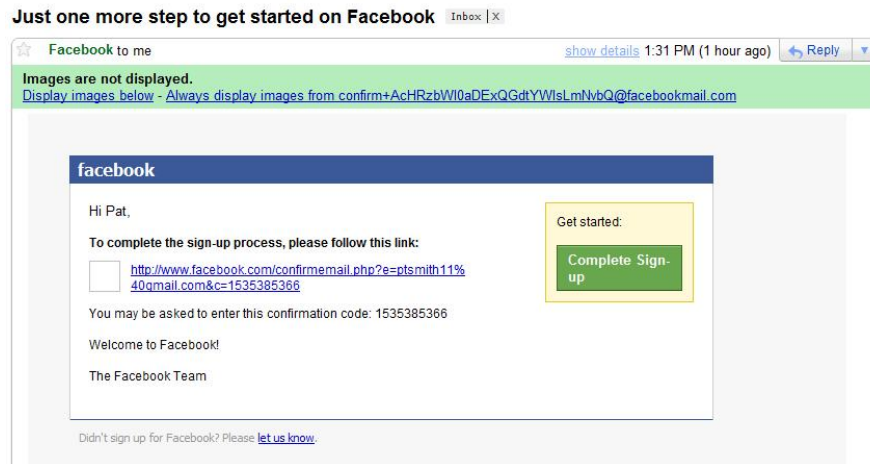 Just one more step to get started on Facebook Inbox | X
Facebook to me show details 1:31 PM (1 hour ago) Reply
Images are not displayed.
Display images below - Always display images from confirm+AcHRzbWl0aDExQGdtYWlsLmNvbQ@facebookmail.com
facebook
Hi Pat,
Get started:
To complete the sign-up process, please follow this link:
Complete Sign-
up
http://www.facebook.com/confirmemail.php?e=ptsmith11%
40gmail.com&c=1535385366
You may be asked to enter this confirmation code: 1535385366
Welcome to Facebook!
The Facebook Team
Didn't sign up for Facebook? Please let us know.